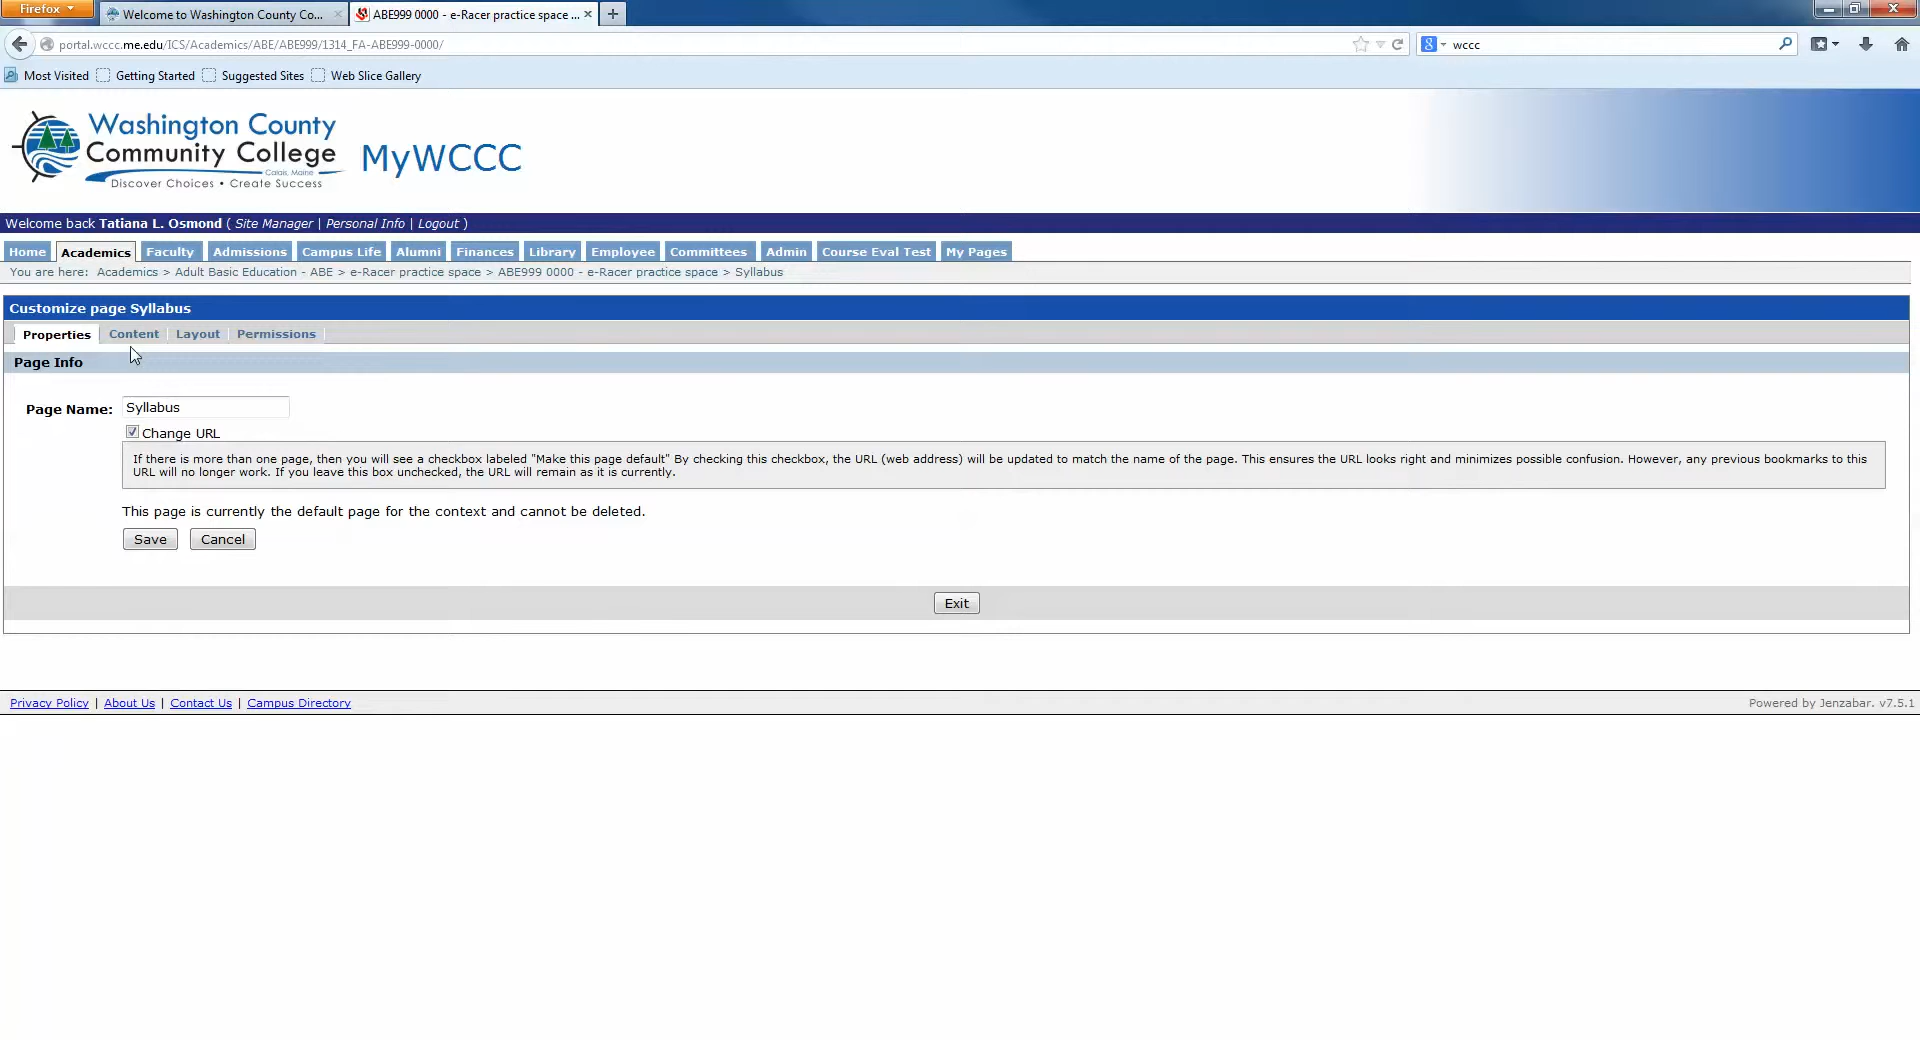 Firefox
Welcome to Washington County Co...
ABE999 0000 - e-Racer practice space ...
portal.wccc.me.edu/ICS/Academics/ABE/ABE999/1314_FA-ABE999-0000/
wccc
Most Visited Getting Started Suggested Sites Web Slice Gallery
Washington County
Community College
Calais, Maine
Discover Choices • Create Success
MyWCCC
Welcome back Tatiana L. Osmond ( Site Manager | Personal Info | Logout )
Home Academics Faculty Admissions Campus Life Alumni Finances Library Employee Committees Admin Course Eval Test My Pages
You are here: Academics > Adult Basic Education - ABE > e-Racer practice space > ABE999 0000 - e-Racer practice space > Syllabus
Customize page Syllabus
Properties Content Layout Permissions
Page Info
Page Name: Syllabus
Change URL
If there is more than one page, then you will see a checkbox labeled "Make this page default" By checking this checkbox, the URL (web address) will be updated to match the name of the page. This ensures the URL looks right and minimizes possible confusion. However, any previous bookmarks to this
URL will no longer work. If you leave this box unchecked, the URL will remain as it is currently.
This page is currently the default page for the context and cannot be deleted.
Save Cancel
Exit
Privacy Policy | About Us | Contact Us | Campus Directory
Powered by Jenzabar. v7.5.1